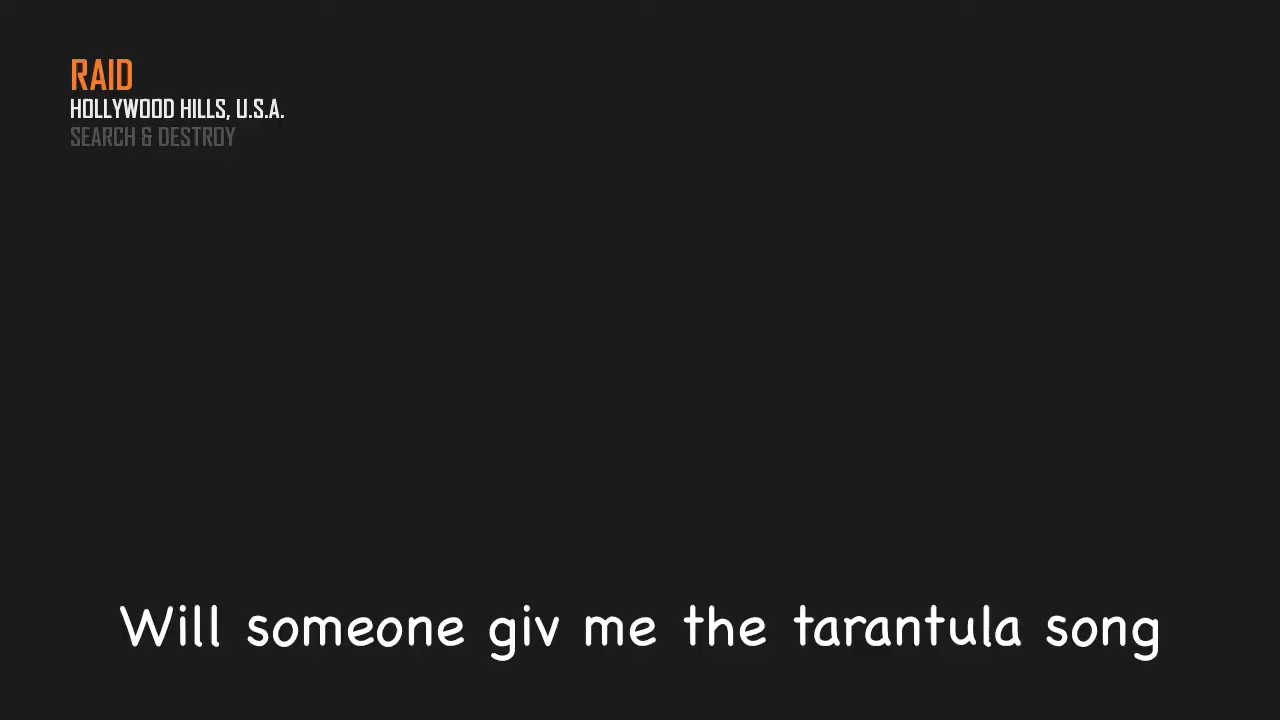 RAID
HOLLYWOOD HILLS, U.S.A.
SEARCH & DESTROY
Will someone giv me the tarantula song